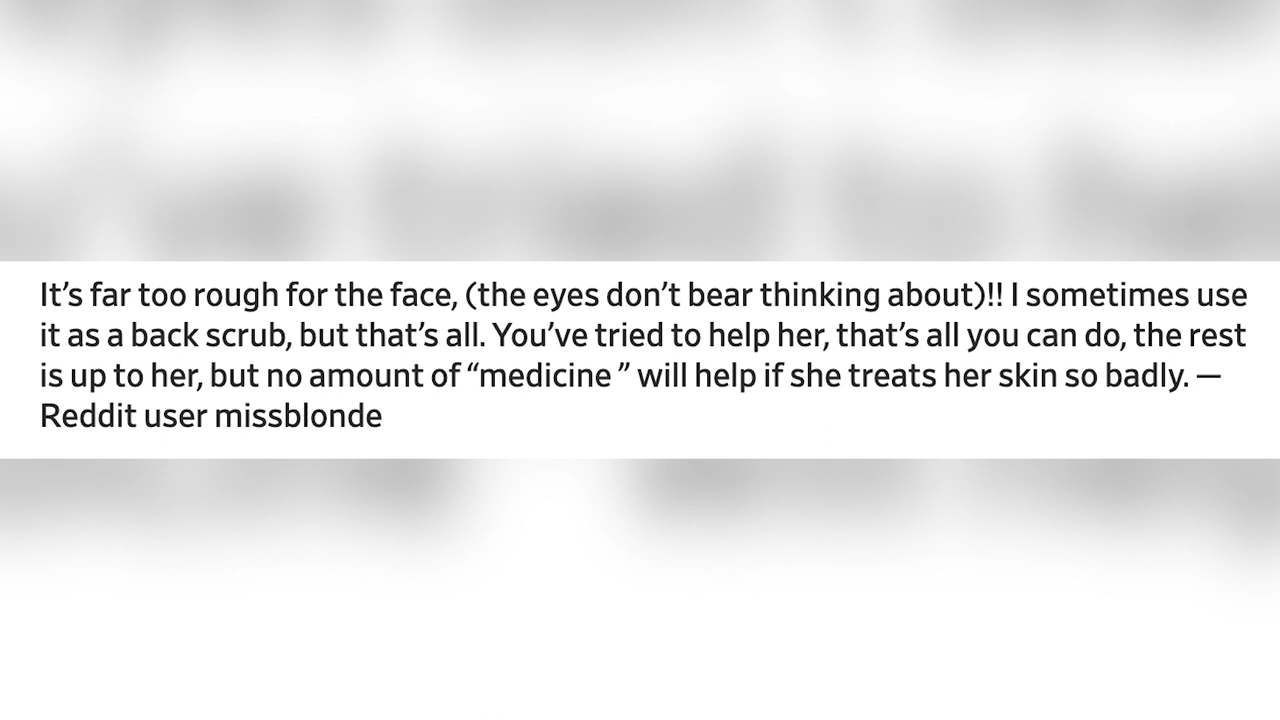 It’s far too rough for the face, (the eyes don’t bear thinking about)!! I sometimes use
it as a back scrub, but that’s all. You’ve tried to help her, that’s all you can do, the rest
is up to her, but no amount of “medicine ” will help if she treats her skin so badly. —
Reddit user missblonde